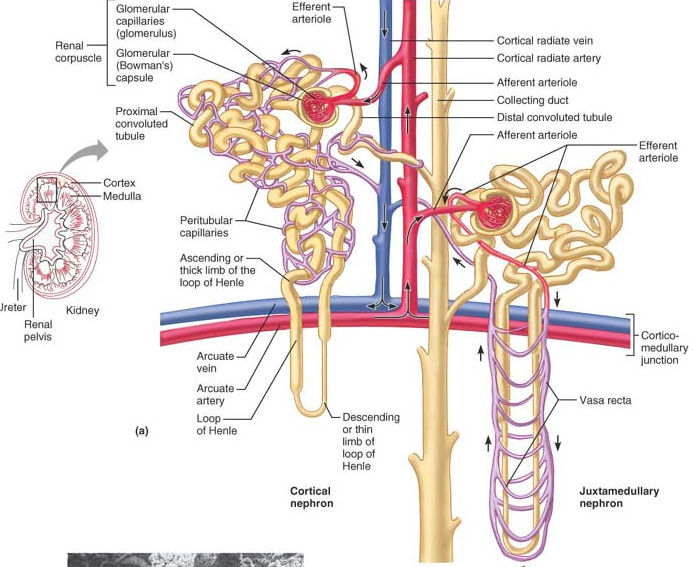 Glomerular
capillaries
(glomerulus)
Efferent
arteriole
Renal
corpuscle
Glomerular
(Bowman's)
capsule
Cortical radiate vein
Cortical radiate artery
Afferent arteriole
Collecting duct
Distal convoluted tubule
Afferent arteriole
Efferent
arteriole
Proximal
convoluted
tubule
Cortex
Medulla
Peritubular
capillaries
Ascending or
thick limb of the
loop of Henle
Ureter
Kidney
Renal
pelvis
Cortico-
medullary
junction
Arcuate
vein
Arcuate
artery
Loop
of Henle
Vasa recta
(a)
Descending
or thin
limb of
loop of
Henle
Cortical
nephron
Juxtamedullary
nephron